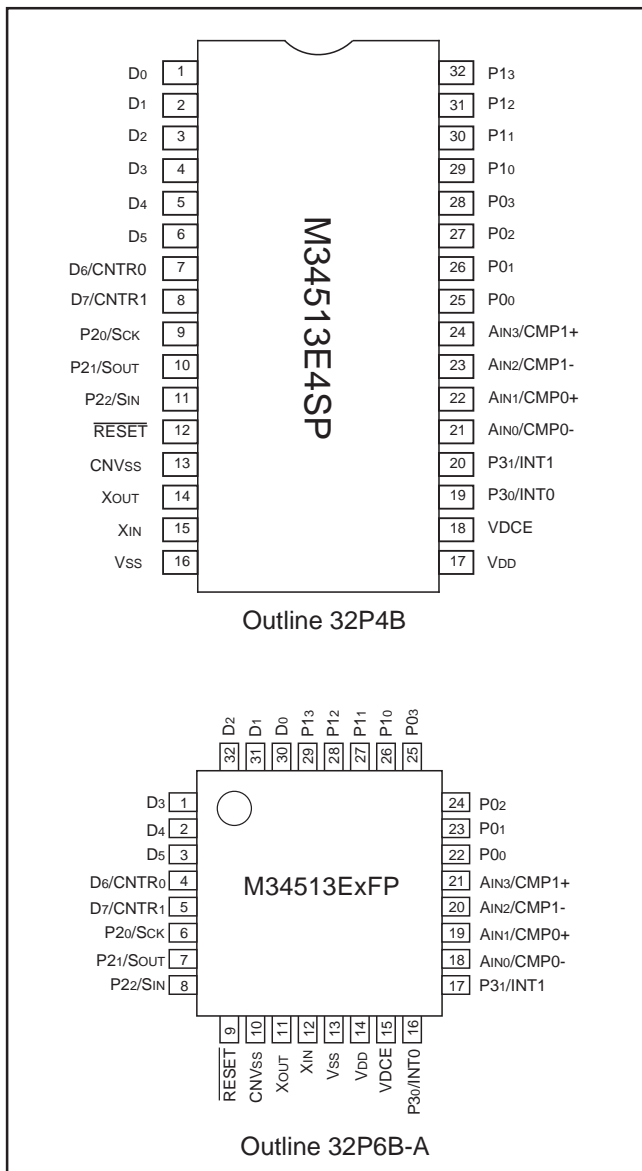 D0 1 32 P13
D1 2 31 P12
D2 3 30 P11
D3 4 29 P10
D4 5 28 P03
D5 6 27 P02
D6/CNTR0 7 26 P01
D7/CNTR1 8 25 P00
P20/SCK 9 24 AIN3/CMP1+
P21/SOUT 10 23 AIN2/CMP1-
P22/SIN 11 22 AIN1/CMP0+
RESET 12 21 AIN0/CMP0-
CNVSS 13 20 P31/INT1
XOUT 14 19 P30/INT0
XIN 15 18 VDCE
VSS 16 17 VDD
M34513E4SP
Outline 32P4B
D2 D1 D0 P13 P12 P11 P10 P03
32 31 30 29 28 27 26 25
D3 1 24 P02
D4 2 23 P01
D5 3 22 P00
D6/CNTR0 4 21 AIN3/CMP1+
D7/CNTR1 5 20 AIN2/CMP1-
P20/SCK 6 19 AIN1/CMP0+
P21/SOUT 7 18 AIN0/CMP0-
P22/SIN 8 17 P31/INT1
M34513ExFP
9 10 11 12 13 14 15 16
RESET CNVSS XOUT XIN VSS VDD VDCE P30/INT0
Outline 32P6B-A